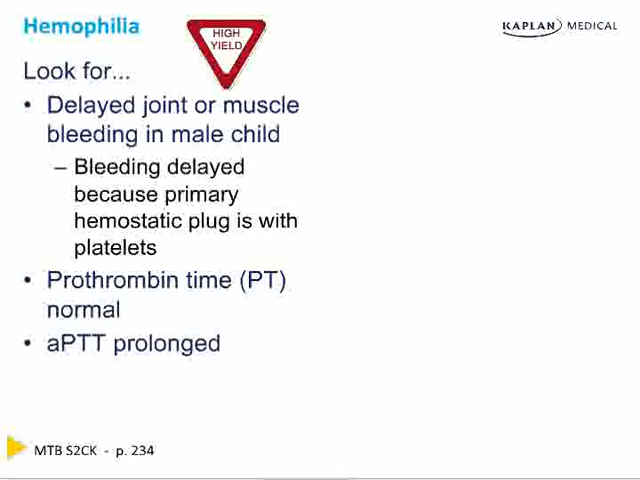 Hemophilia
HIGH
YIELD
KAPLAN MEDICAL
Look for...
• Delayed joint or muscle
bleeding in male child
– Bleeding delayed
because primary
hemostatic plug is with
platelets
• Prothrombin time (PT)
normal
• aPTT prolonged
MTB S2CK - p. 234